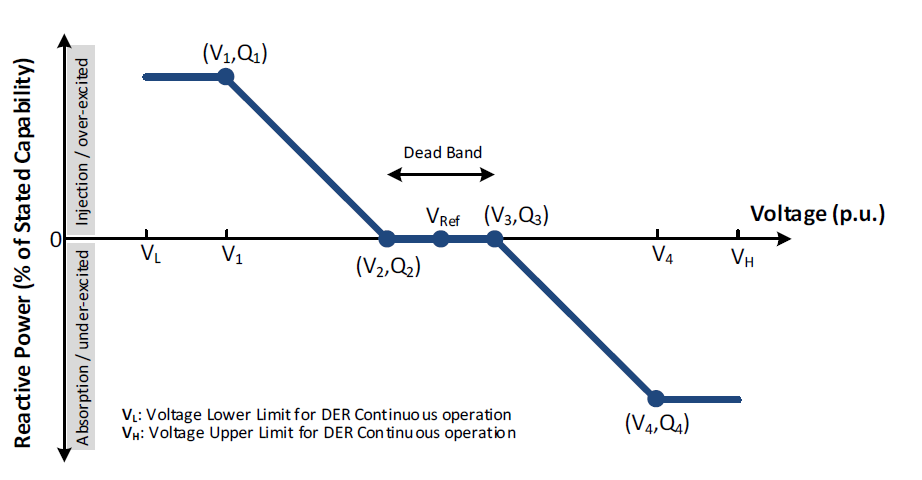 Reactive Power (% of Stated Capability)
Injection / over-excited
Absorption / under-excited
(V1,Q1)
Dead Band
VRef
(V3,Q3)
Voltage (p.u.)
0
VL
V1
(V2,Q2)
V4
VH
VL: Voltage Lower Limit for DER Continuous operation
VH: Voltage Upper Limit for DER Continuous operation
(V4,Q4)